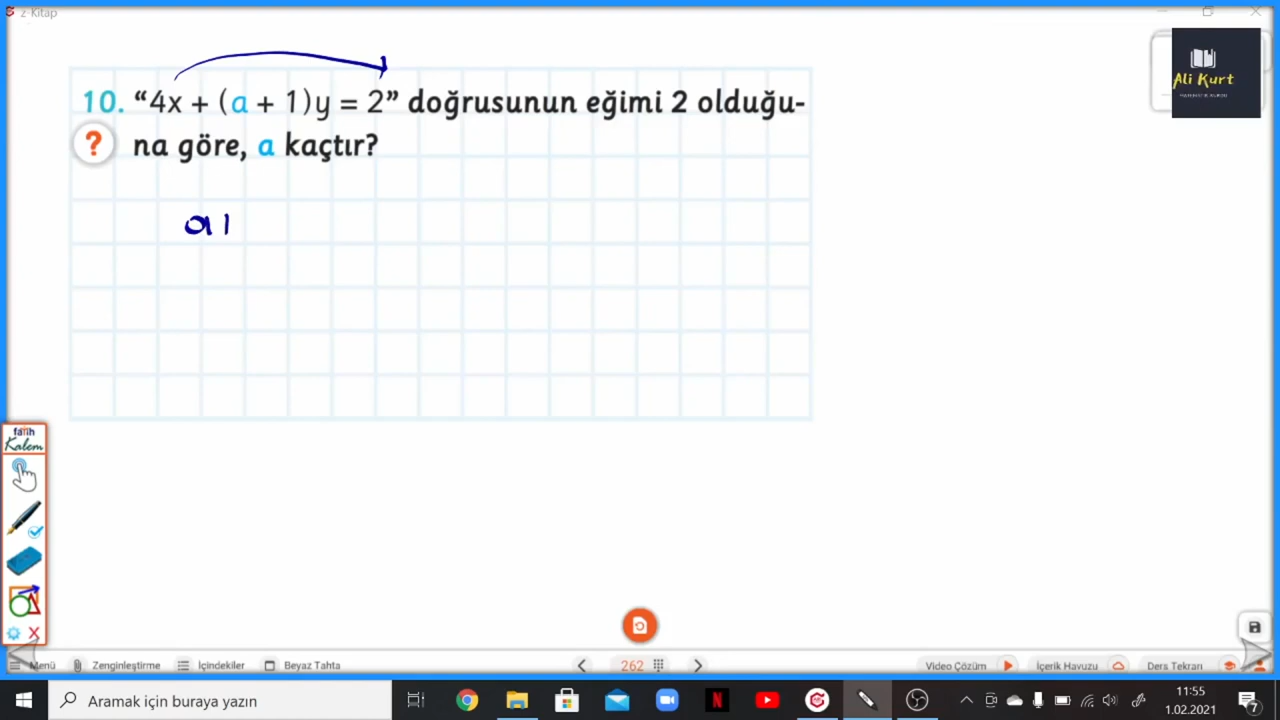 z-Kitap
Ali Kurt
10. “4x + (a + 1)y = 2” doğrusunun eğimi 2 olduğu-
? na göre, a kaçtır?
a
fatih
Kalem
Menü Zenginleştirme İçindekiler Beyaz Tahta 262 Video Çözüm İçerik Havuzu Ders Tekrarı
Aramak için buraya yazın
11:55
1.02.2021
7